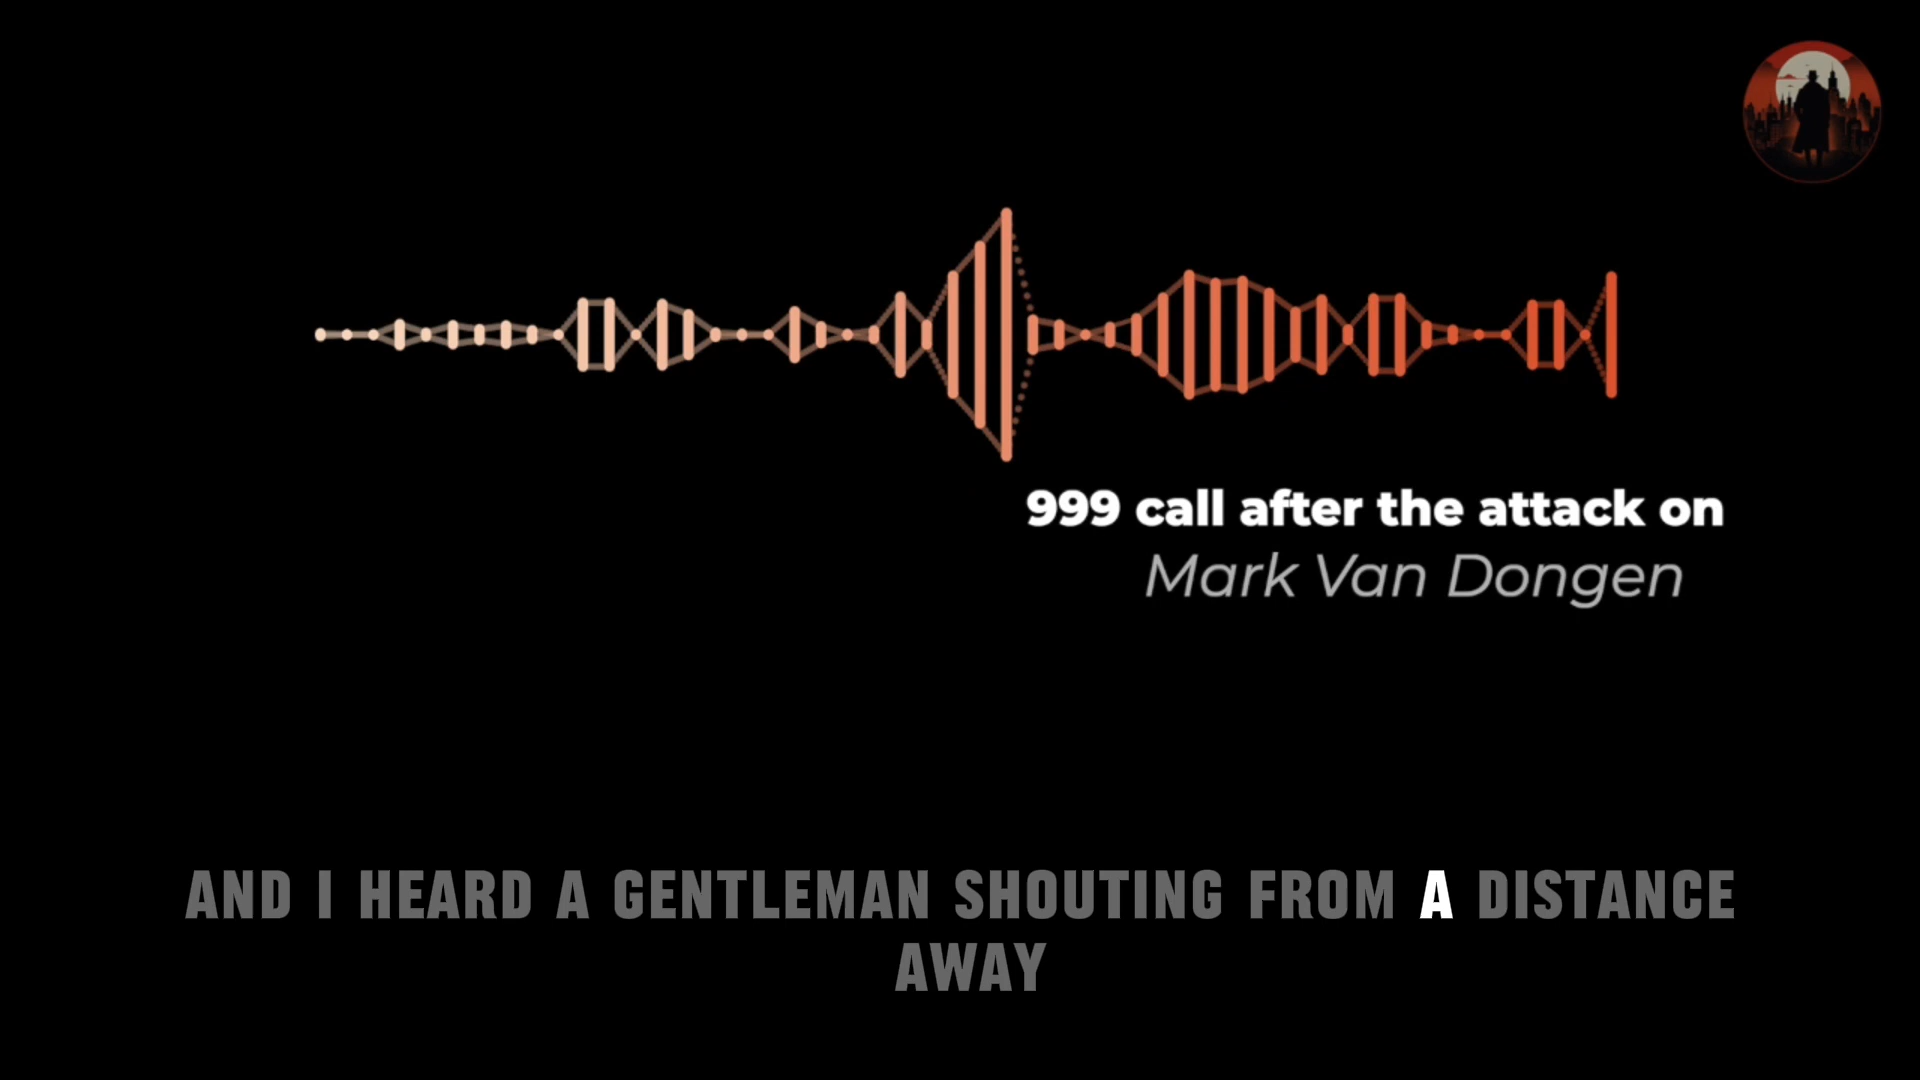 999 call after the attack on
Mark Van Dongen
AND I HEARD A GENTLEMAN SHOUTING FROM A DISTANCE
AWAY